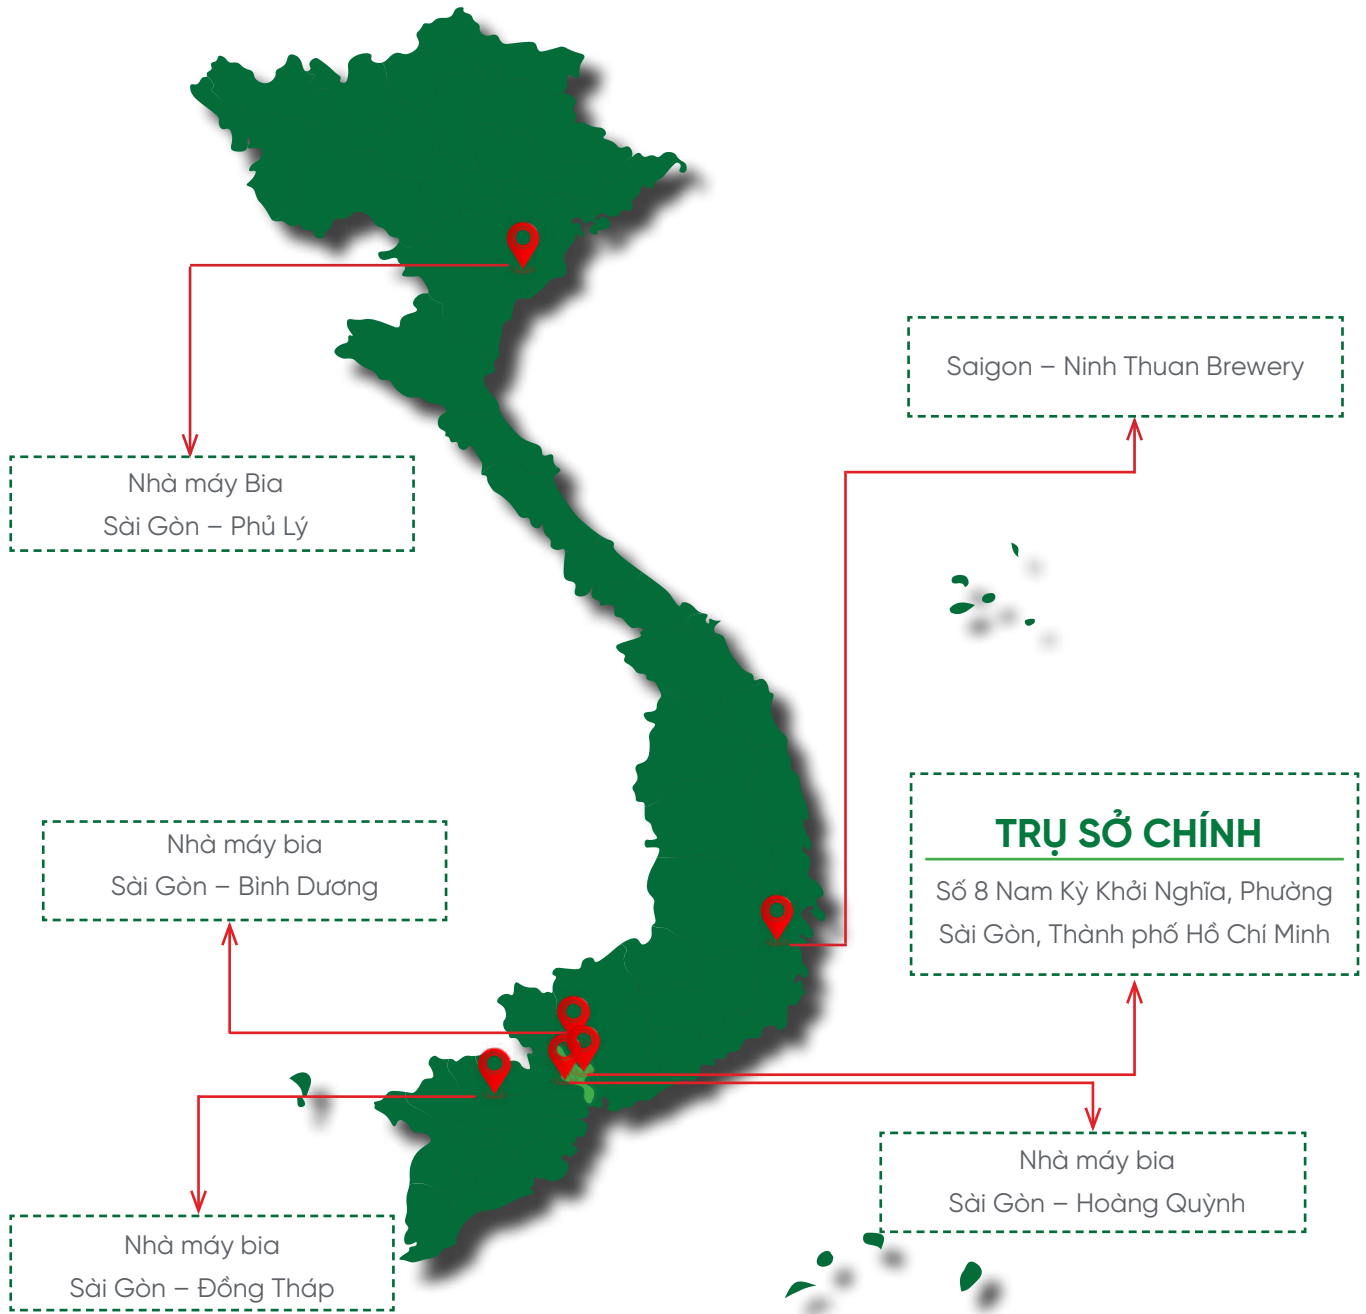 Saigon – Ninh Thuan Brewery
Nhà máy Bia
Sài Gòn – Phủ Lý
TRỤ SỞ CHÍNH
Số 8 Nam Kỳ Khởi Nghĩa, Phường
Sài Gòn, Thành phố Hồ Chí Minh
Nhà máy bia
Sài Gòn – Bình Dương
Nhà máy bia
Sài Gòn – Hoàng Quỳnh
Nhà máy bia
Sài Gòn – Đồng Tháp